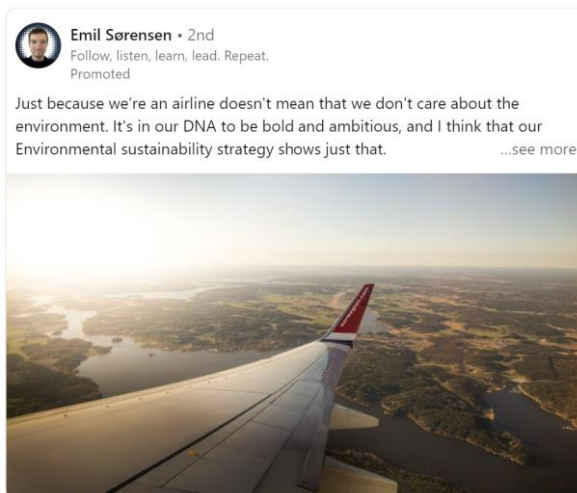 Emil Sørensen • 2nd
Follow, listen, learn, lead. Repeat.
Promoted
Just because we're an airline doesn't mean that we don't care about the
environment. It's in our DNA to be bold and ambitious, and I think that our
Environmental sustainability strategy shows just that. ...see more
norwegian.com